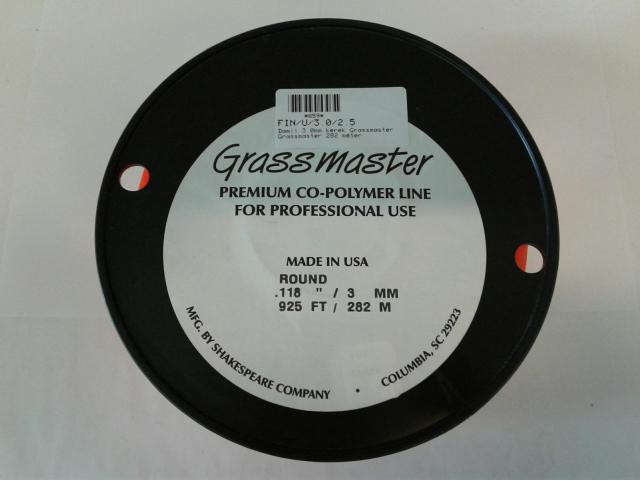 *059*
FIN/U/3.0/2.5
Damil 3.0mm kerek Grassmaster
Grassmaster 282 méter
Grassmaster
PREMIUM CO-POLYMER LINE
FOR PROFESSIONAL USE
MADE IN USA
ROUND
.118 " / 3 MM
925 FT / 282 M
MFG. BY SHAKESPEARE COMPANY • COLUMBIA, SC 29223